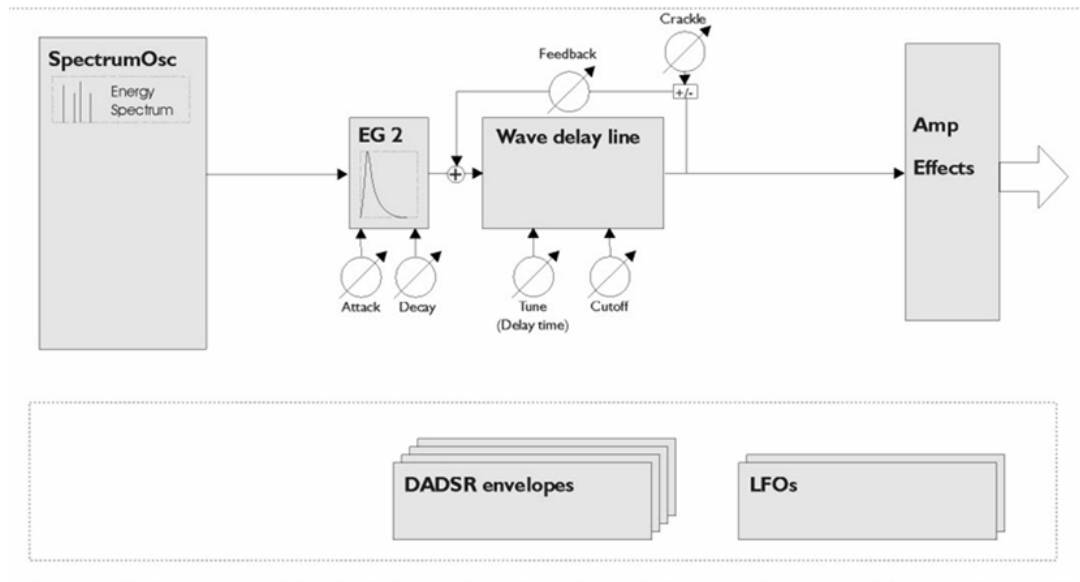 Crackle
SpectrumOsc
Energy
Spectrum
Feedback
+/-
EG 2
Wave delay line
Amp
Effects
+
Attack
Decay
Tune
(Delay time)
Cutoff
DADSR envelopes
LFOs